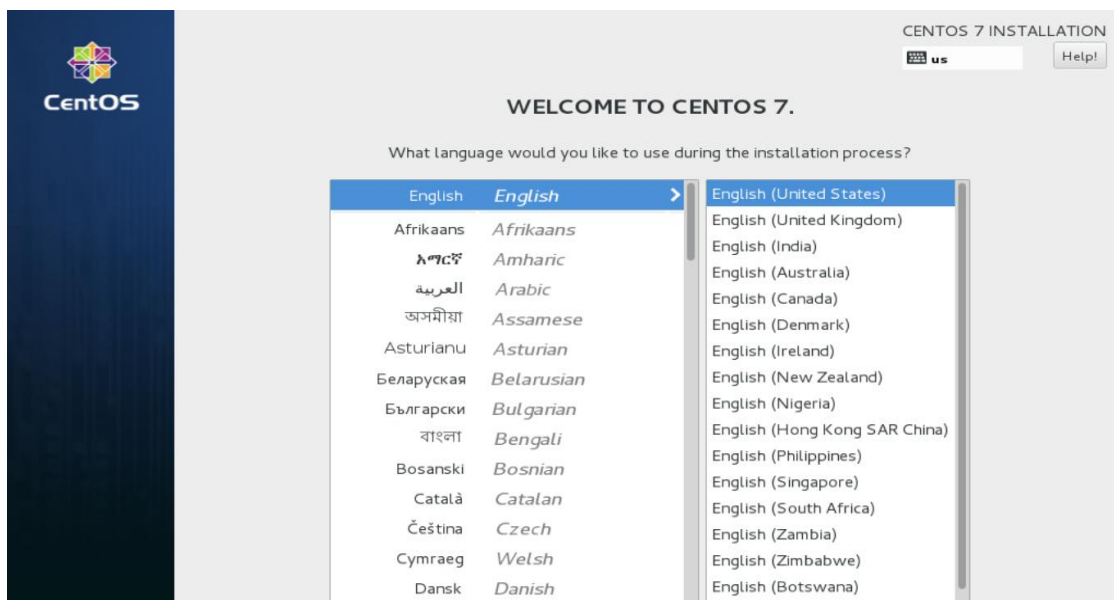 CentOS
CENTOS 7 INSTALLATION
us
Help!
WELCOME TO CENTOS 7.
What language would you like to use during the installation process?
English English
Afrikaans Afrikaans
አማርኛ Amharic
العربية Arabic
অসমীয়া Assamese
Asturianu Asturian
Беларуская Belarusian
Български Bulgarian
বাংলা Bengali
Bosanski Bosnian
Català Catalan
Čeština Czech
Cymraeg Welsh
Dansk Danish
English (United States)
English (United Kingdom)
English (India)
English (Australia)
English (Canada)
English (Denmark)
English (Ireland)
English (New Zealand)
English (Nigeria)
English (Hong Kong SAR China)
English (Philippines)
English (Singapore)
English (South Africa)
English (Zambia)
English (Zimbabwe)
English (Botswana)